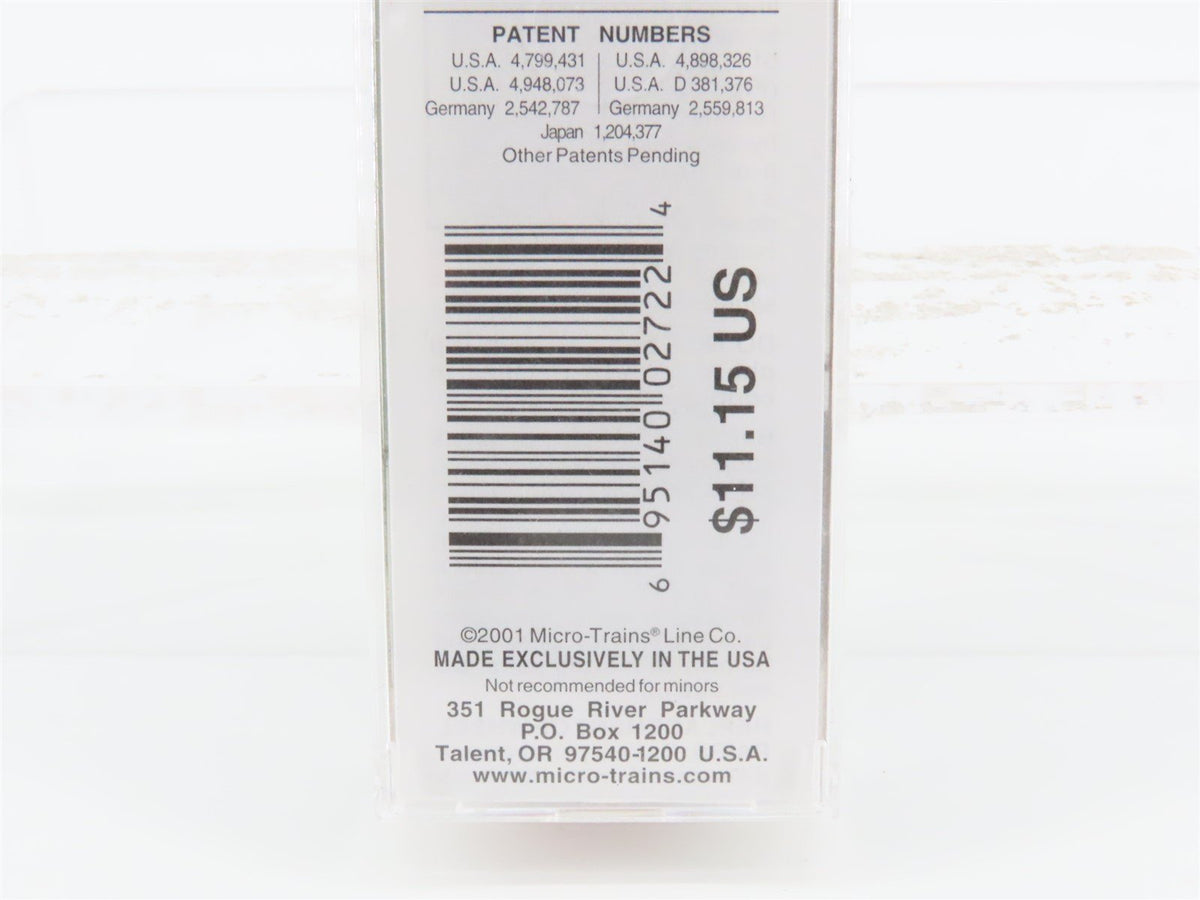 PATENT NUMBERS
U.S.A. 4,799,431 U.S.A. 4,898,326
U.S.A. 4,948,073 U.S.A. D 381,376
Germany 2,542,787 Germany 2,559,813
Japan 1,204,377
Other Patents Pending
6 95140 02722 4
$11.15 US
©2001 Micro-Trains® Line Co.
MADE EXCLUSIVELY IN THE USA
Not recommended for minors
351 Rogue River Parkway
P.O. Box 1200
Talent, OR 97540-1200 U.S.A.
www.micro-trains.com